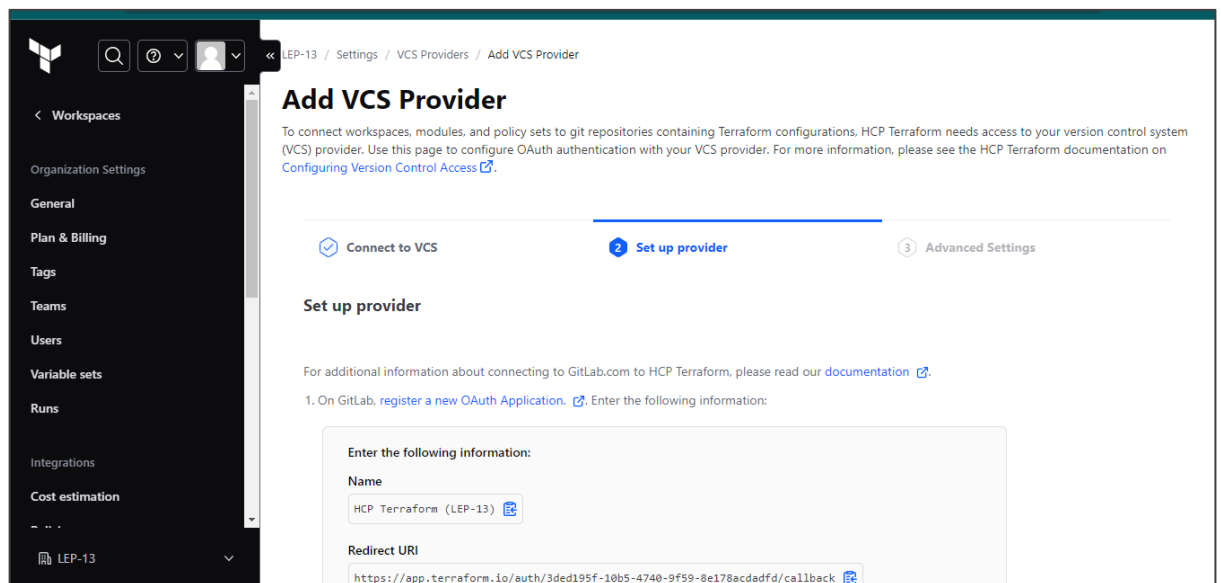 LEP-13 / Settings / VCS Providers / Add VCS Provider
Workspaces
Organization Settings
General
Plan & Billing
Tags
Teams
Users
Variable sets
Runs
Integrations
Cost estimation
LEP-13
Add VCS Provider
To connect workspaces, modules, and policy sets to git repositories containing Terraform configurations, HCP Terraform needs access to your version control system
(VCS) provider. Use this page to configure OAuth authentication with your VCS provider. For more information, please see the HCP Terraform documentation on
Configuring Version Control Access.
Connect to VCS
2 Set up provider
3 Advanced Settings
Set up provider
For additional information about connecting to GitLab.com to HCP Terraform, please read our documentation.
1. On GitLab, register a new OAuth Application. . Enter the following information:
Enter the following information:
Name
HCP Terraform (LEP-13)
Redirect URI
https://app.terraform.io/auth/3ded195f-10b5-4740-9f59-8e178acdadfd/callback